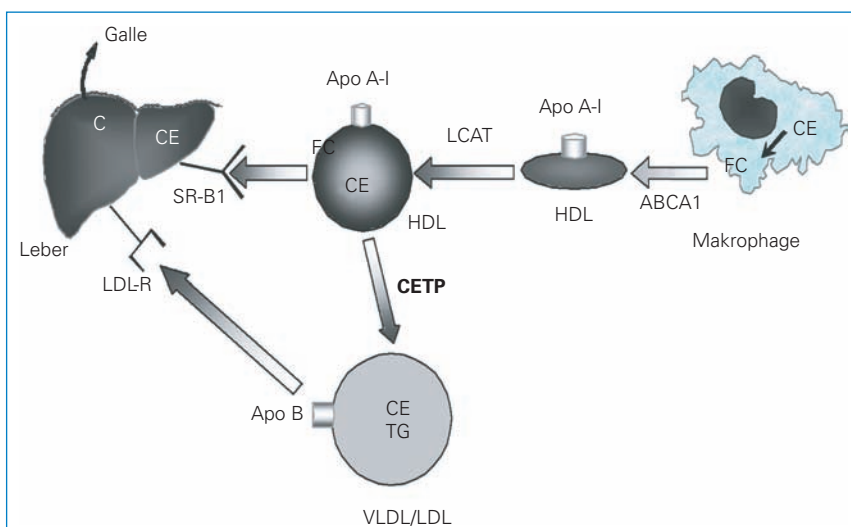 Galle
Apo A-I
Apo A-I
C
CE
FC
CE
LCAT
CE
FC
SR-B1
HDL
HDL
ABCA1
Makrophage
Leber
LDL-R
CETP
Apo B
CE
TG
VLDL/LDL